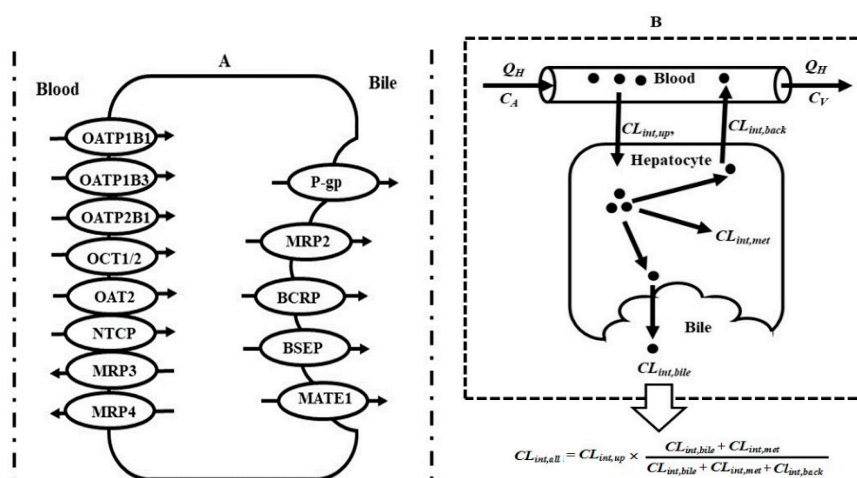 A
Blood
Bile
OATP1B1
OATP1B3
OATP2B1
OCT1/2
OAT2
NTCP
MRP3
MRP4
P-gp
MRP2
BCRP
BSEP
MATE1
B
Q_H
C_A
Blood
Q_H
C_V
CL_int,up,
CL_int,back
Hepatocyte
CL_int,met
Bile
CL_int,bile
CL_int,all = CL_int,up × (CL_int,bile + CL_int,met) / (CL_int,bile + CL_int,met + Cl_int,back)